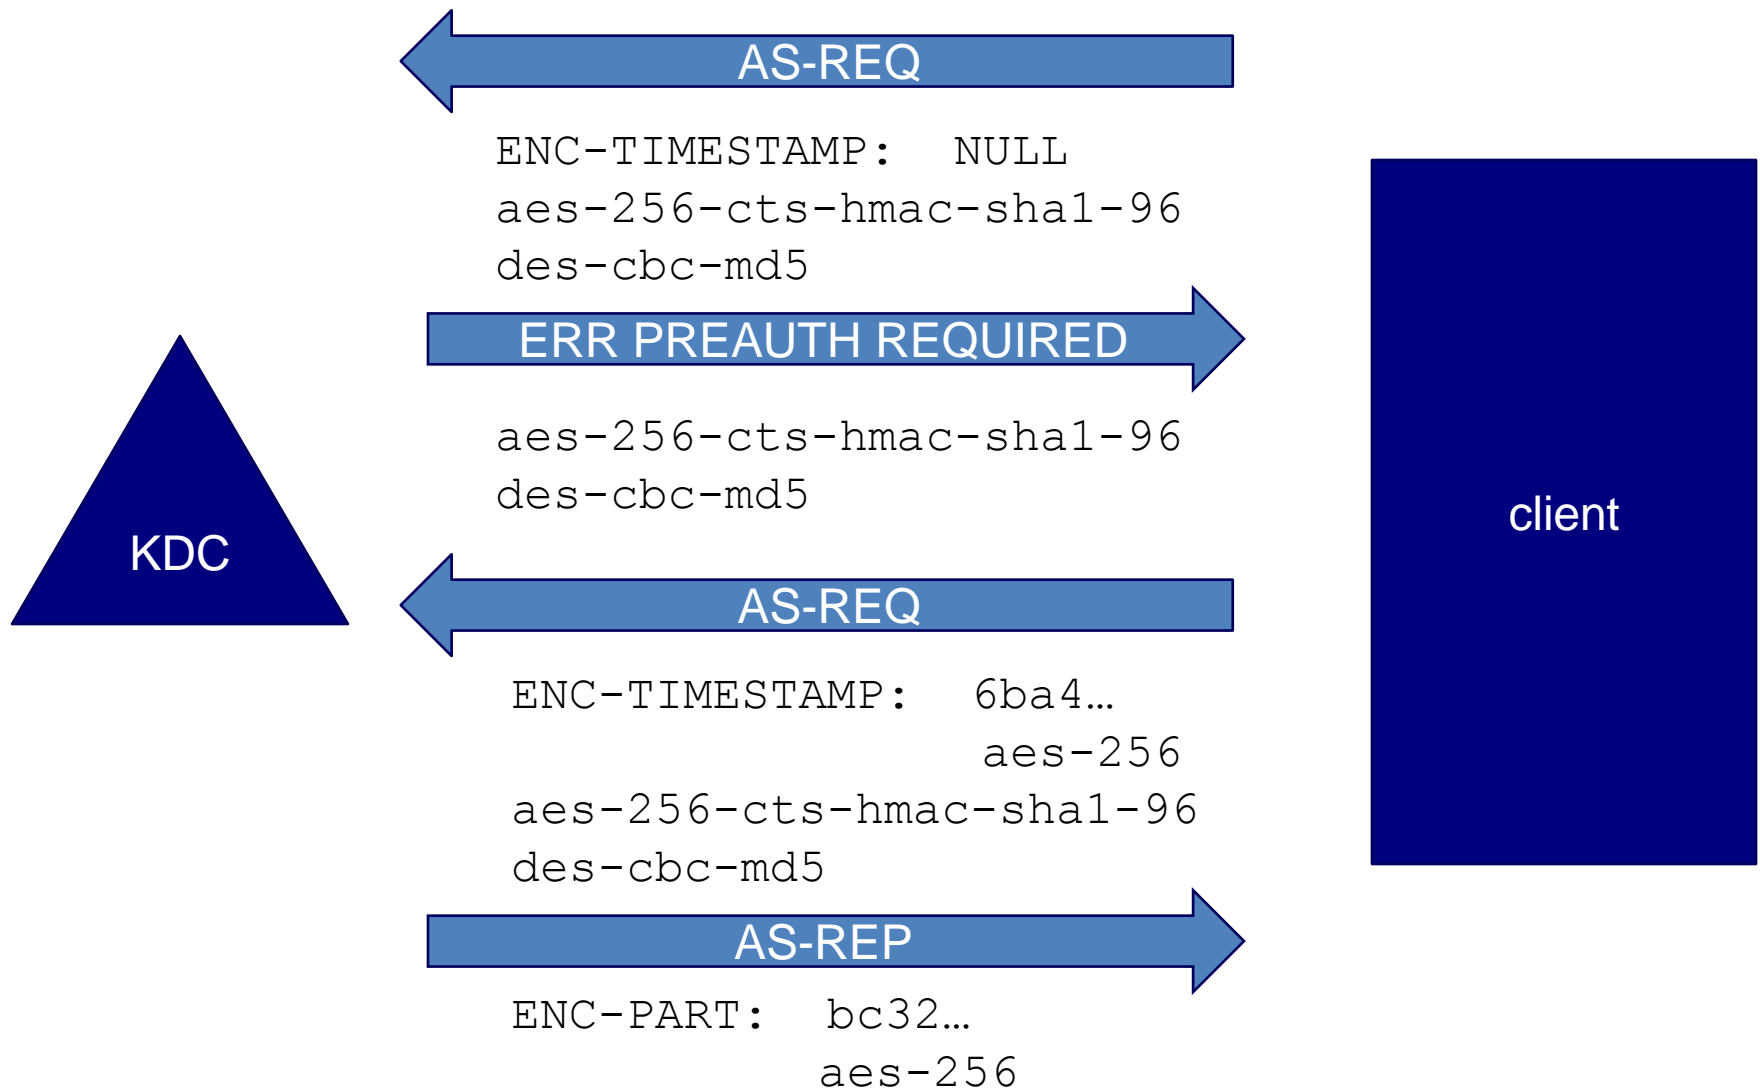 AS-REQ
ENC-TIMESTAMP: NULL
aes-256-cts-hmac-sha1-96
des-cbc-md5
ERR PREAUTH REQUIRED
aes-256-cts-hmac-sha1-96
des-cbc-md5
KDC
client
AS-REQ
ENC-TIMESTAMP: 6ba4…
aes-256
aes-256-cts-hmac-sha1-96
des-cbc-md5
AS-REP
ENC-PART: bc32…
aes-256